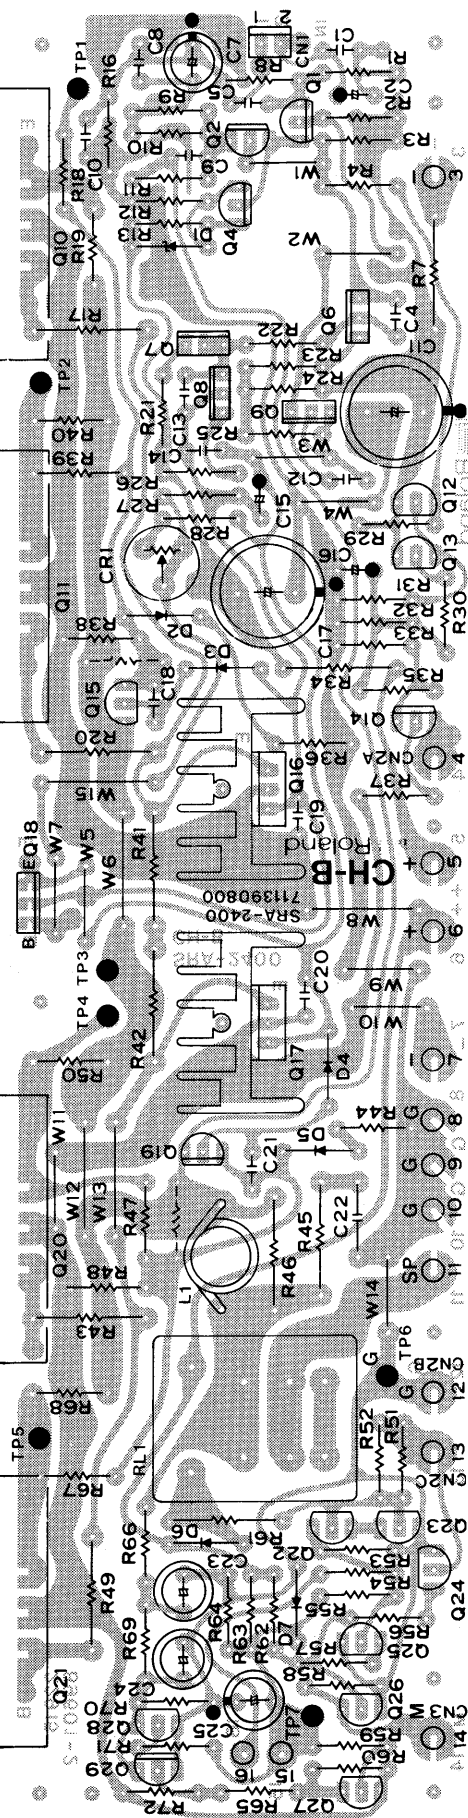 TP1
R16
C8
C7
1
2
CN1
C1
R1
R8
C5
R9
Q1
C2
R2
R10
Q2
R3
C9
R18
C10
R11
W1
R4
3
R12
R13
D1
Q4
Q10
R19
W2
R7
R17
Q6
C4
R22
Q7
R23
C11
TP2
R24
Q8
R21
C13
Q9
R40
R25
W3
R39
C14
R26
C12
Q12
R27
W4
C15
R28
R29
Q13
C16
CR1
R31
Q11
R38
D2
R32
R30
R33
C17
D3
R34
R35
Q15
C18
Q14
R20
R36
CN2A
4
W15
Q16
R37
C19
Roland
5
+
EQ18
W7
W5
W6
R41
CH-B
B
711390800
SRA-2400
W8
+
6
TP3
C20
W9
TP4
R42
W10
Q17
R50
D4
7
W11
R44
G
8
Q19
D5
C21
G
9
W12
W13
Q20
R47
G
10
R45
C22
R46
SP
11
R48
L1
W14
R43
TP6
G
CN2B
R68
G
12
RL1
TP5
R52
R51
13
CN2C
R67
R66
D6
R61
Q23
Q22
C23
R53
R49
R54
Q24
R64
R63
R62
D7
R55
R56
R69
R57
Q25
R58
Q21
C24
R70
Q28
C25
TP7
Q26
M
CN3
R71
R59
14
Q29
16
15
R60
R72
R65
Q27